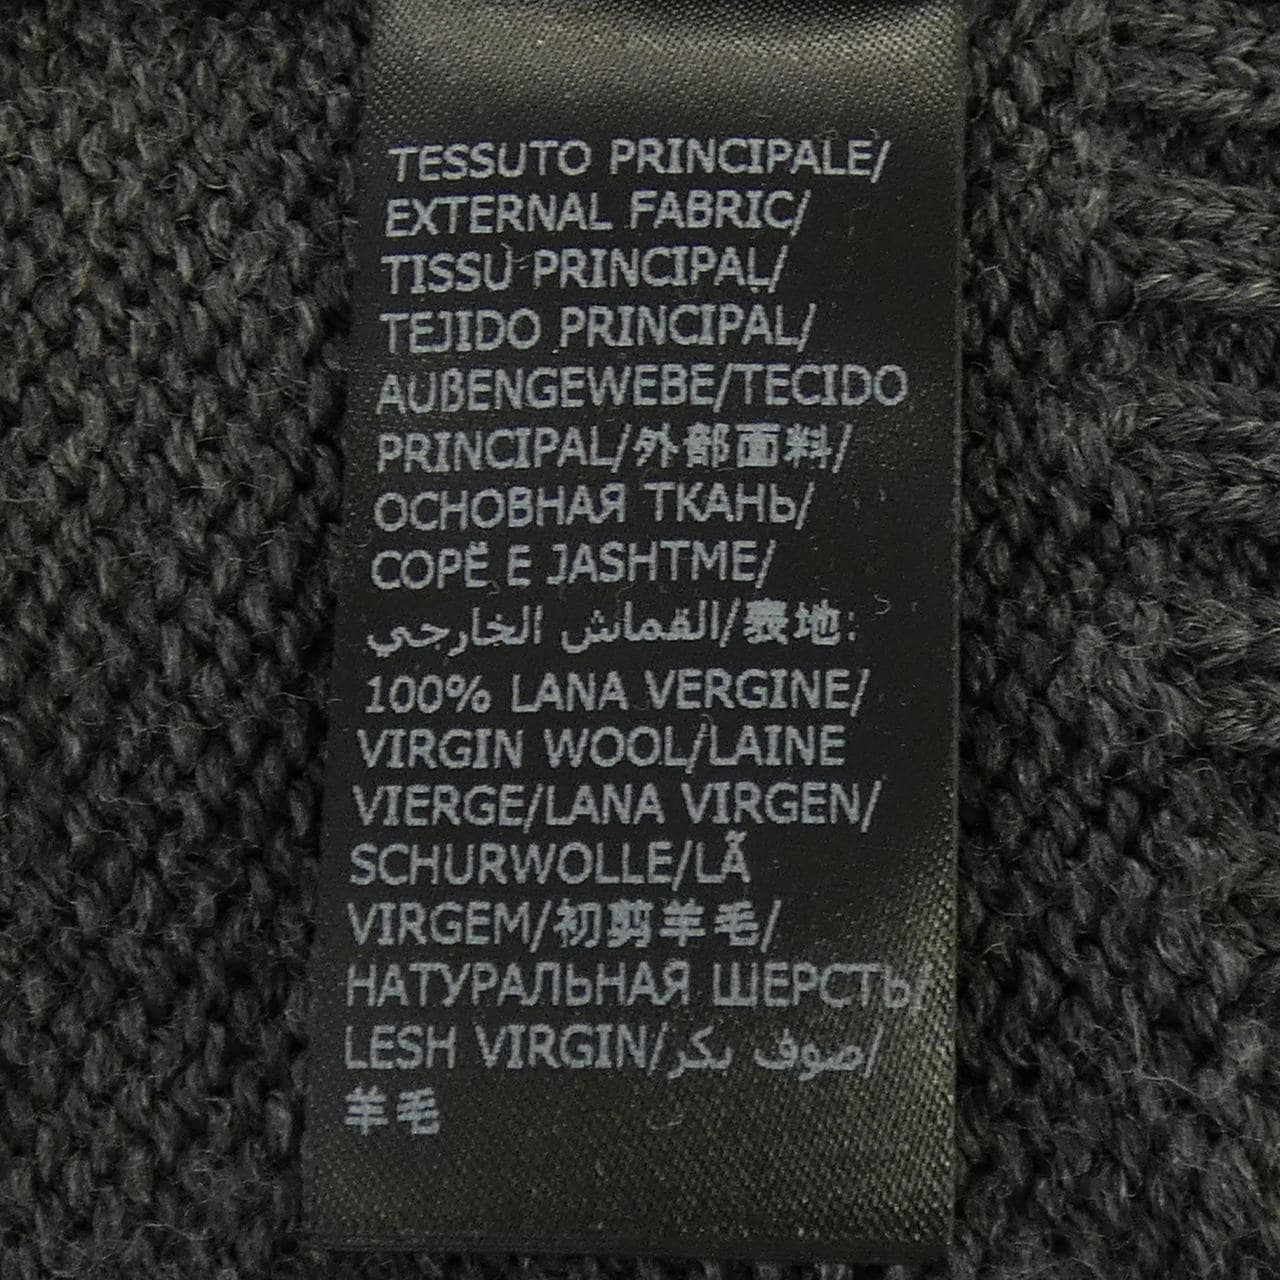 TESSUTO PRINCIPALE/
EXTERNAL FABRIC/
TISSU PRINCIPAL/
TEJIDO PRINCIPAL/
AUßENGEWEBE/TECIDO
PRINCIPAL/外部面料/
ОСНОВНАЯ ТКАНЬ/
COPË E JASHTME/
القماش الخارجي/表地:
100% LANA VERGINE/
VIRGIN WOOL/LAINE
VIERGE/LANA VIRGEN/
SCHURWOLLE/LÃ
VIRGEM/初剪羊毛/
НАТУРАЛЬНАЯ ШЕРСТЬ/
LESH VIRGIN/صوف بكر/
羊毛